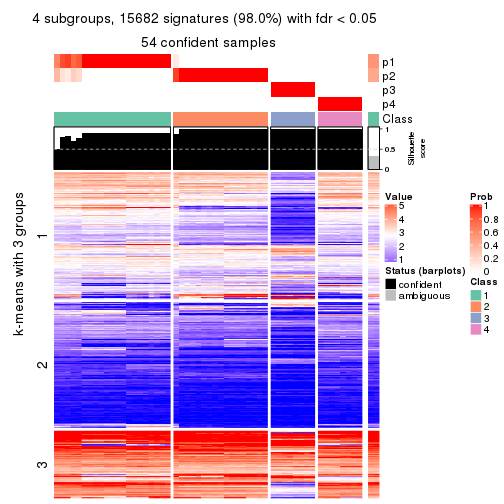 4 subgroups, 15682 signatures (98.0%) with fdr < 0.05
54 confident samples
p1
p2
p3
p4
Class
1
0.5
0
Silhouette
score
k-means with 3 groups
1
2
3
Value
5
4
3
2
1
Status (barplots)
confident
ambiguous
Prob
1
0.8
0.6
0.4
0.2
0
Class
1
2
3
4